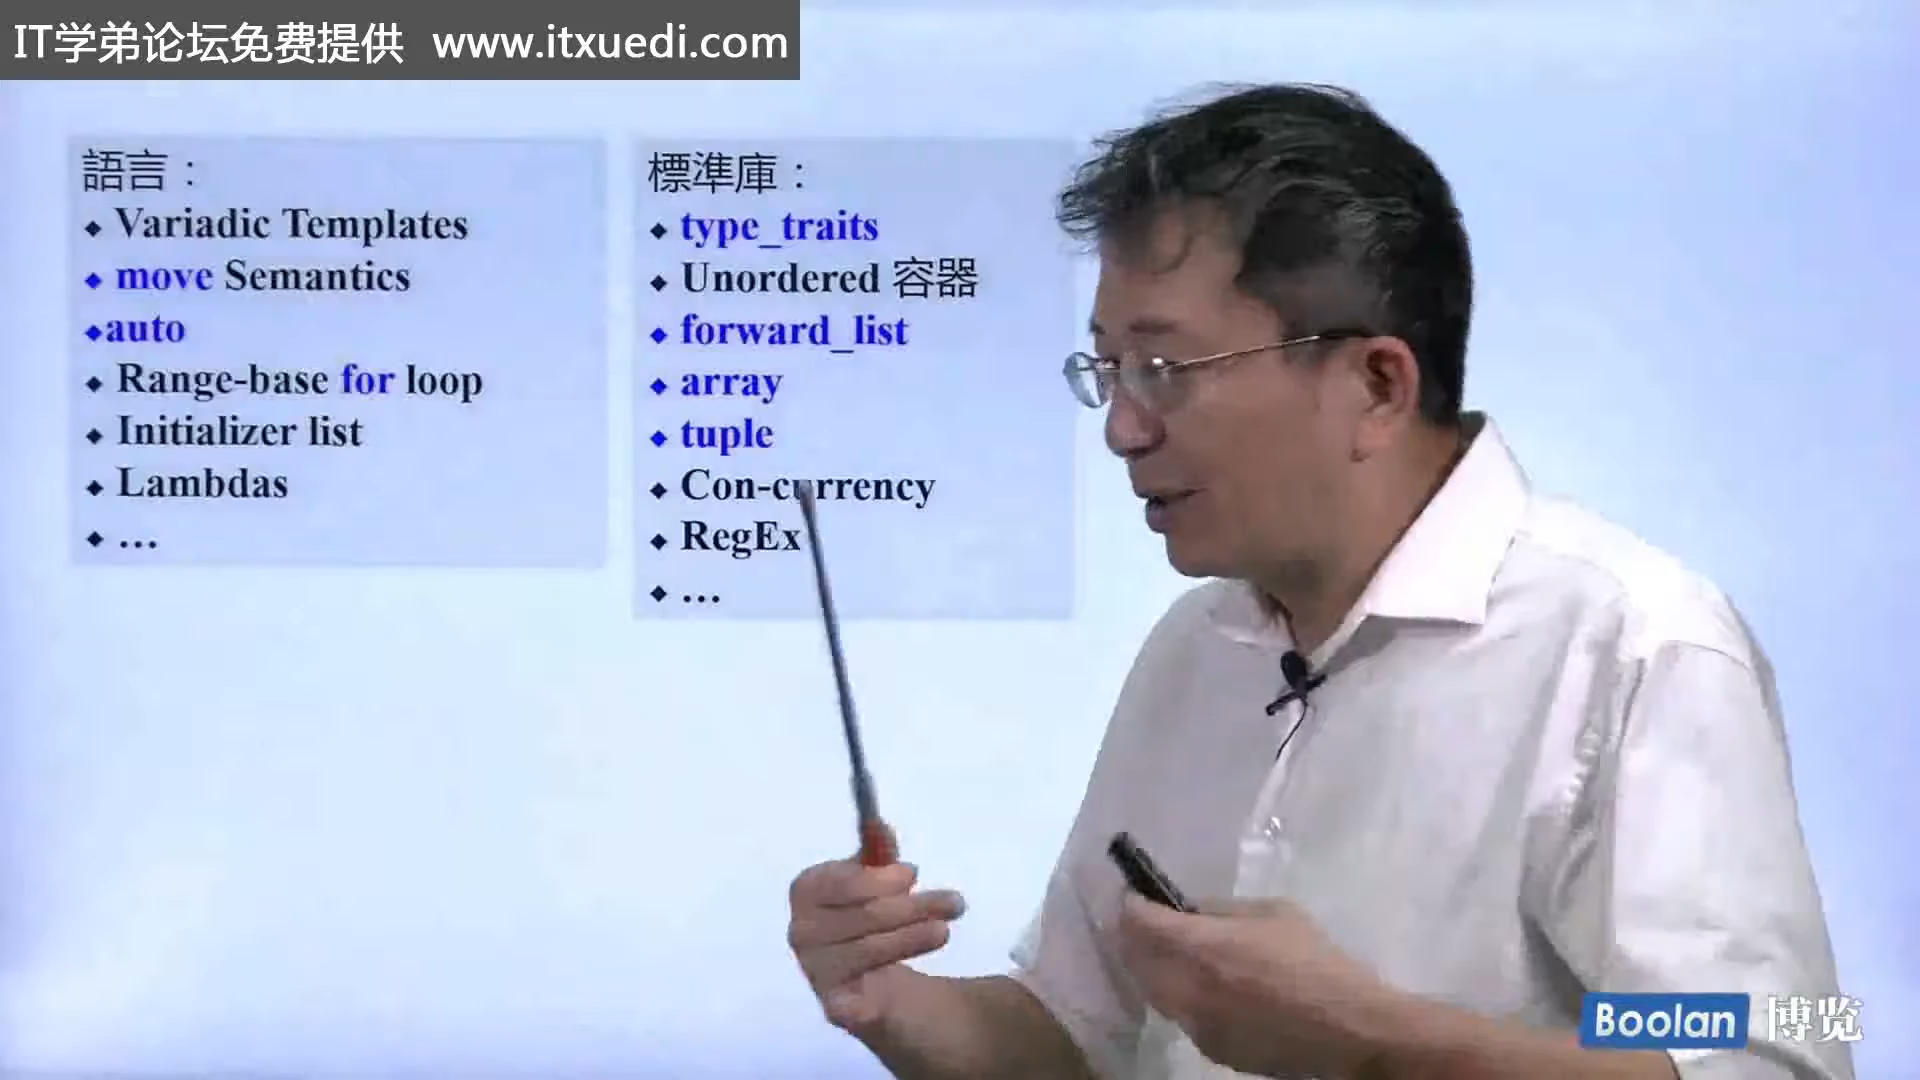 IT学弟论坛免费提供 www.itxuedi.com
語言：
◆ Variadic Templates
◆ move Semantics
◆auto
◆ Range-base for loop
◆ Initializer list
◆ Lambdas
◆ ...
標準庫：
◆ type_traits
◆ Unordered 容器
◆ forward_list
◆ array
◆ tuple
◆ Con-currency
◆ RegEx
◆ ...
Boolan 博览